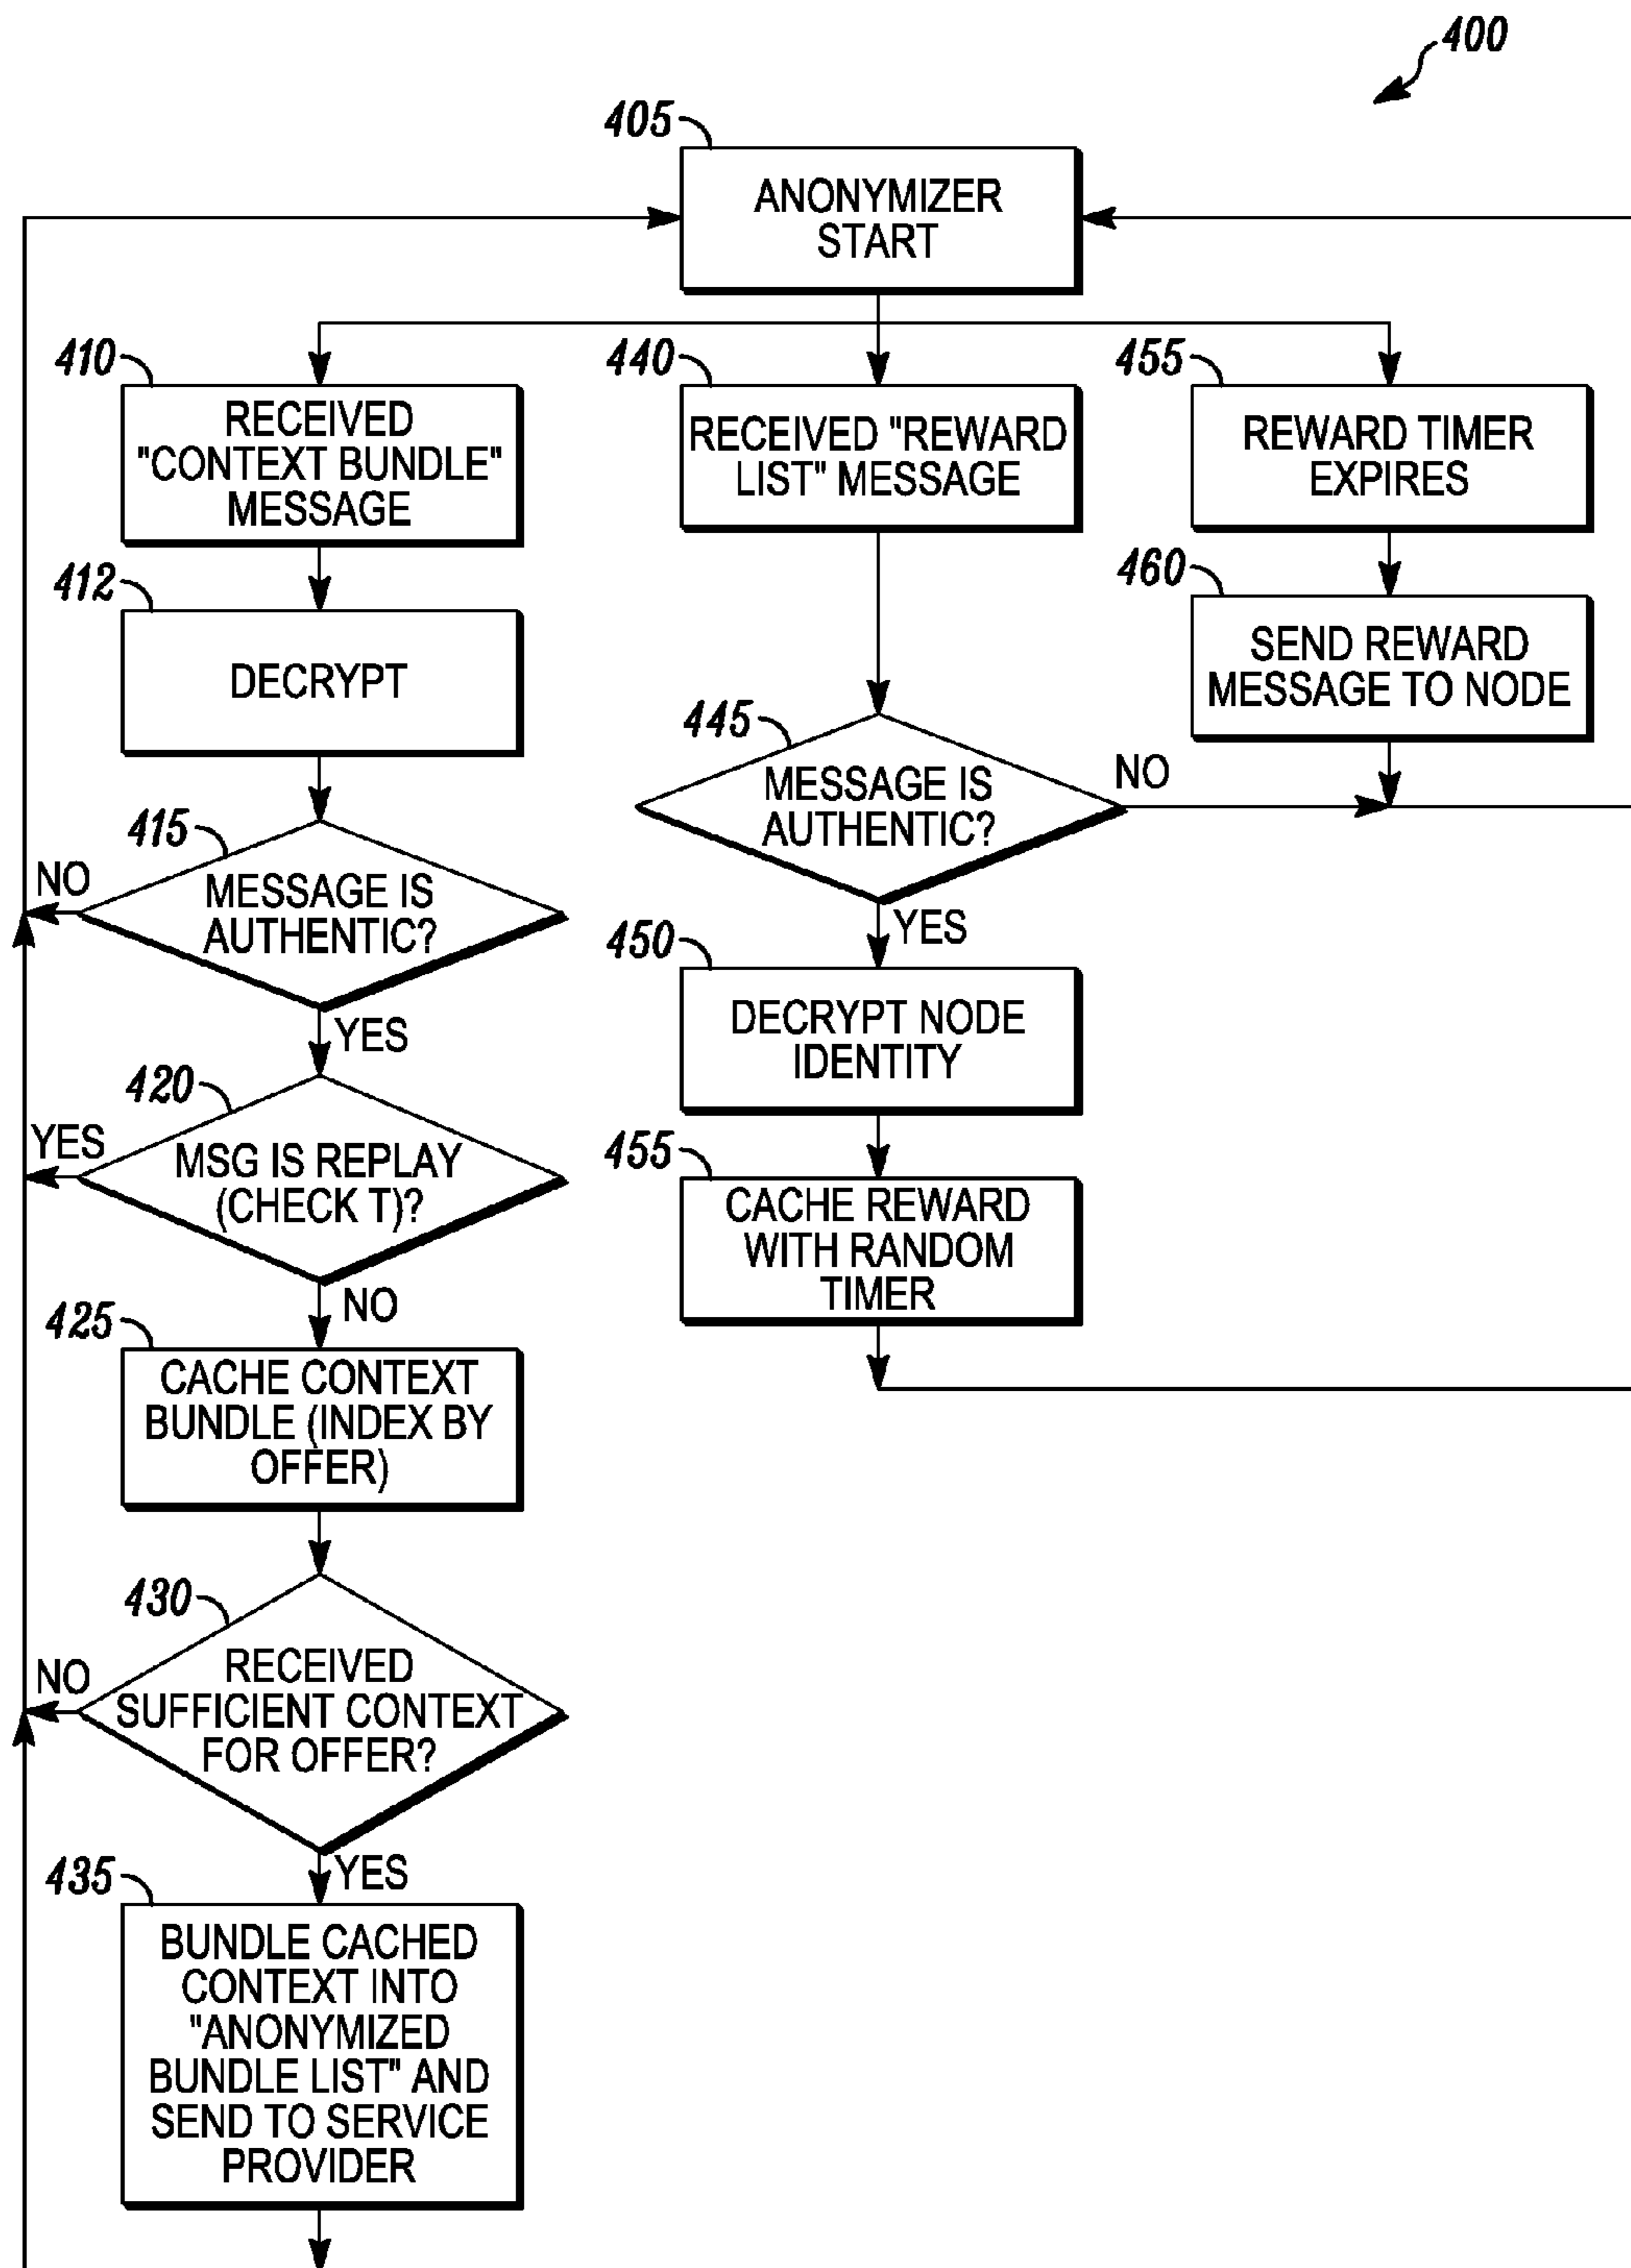 400
405
ANONYMIZER
START
410
RECEIVED
"CONTEXT BUNDLE"
MESSAGE
412
DECRYPT
415
MESSAGE IS
AUTHENTIC?
NO
YES
420
MSG IS REPLAY
(CHECK T)?
YES
NO
425
CACHE CONTEXT
BUNDLE (INDEX BY
OFFER)
430
RECEIVED
SUFFICIENT CONTEXT
FOR OFFER?
NO
YES
435
BUNDLE CACHED
CONTEXT INTO
"ANONYMIZED
BUNDLE LIST" AND
SEND TO SERVICE
PROVIDER
440
RECEIVED "REWARD
LIST" MESSAGE
445
MESSAGE IS
AUTHENTIC?
NO
YES
450
DECRYPT NODE
IDENTITY
455
CACHE REWARD
WITH RANDOM
TIMER
455
REWARD TIMER
EXPIRES
460
SEND REWARD
MESSAGE TO NODE